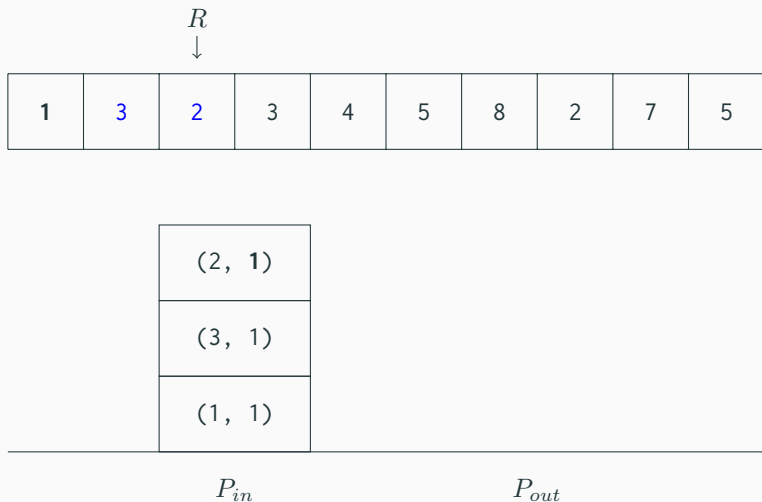 R
↓
1 3 2 3 4 5 8 2 7 5
(2, 1)
(3, 1)
(1, 1)
P_in P_out